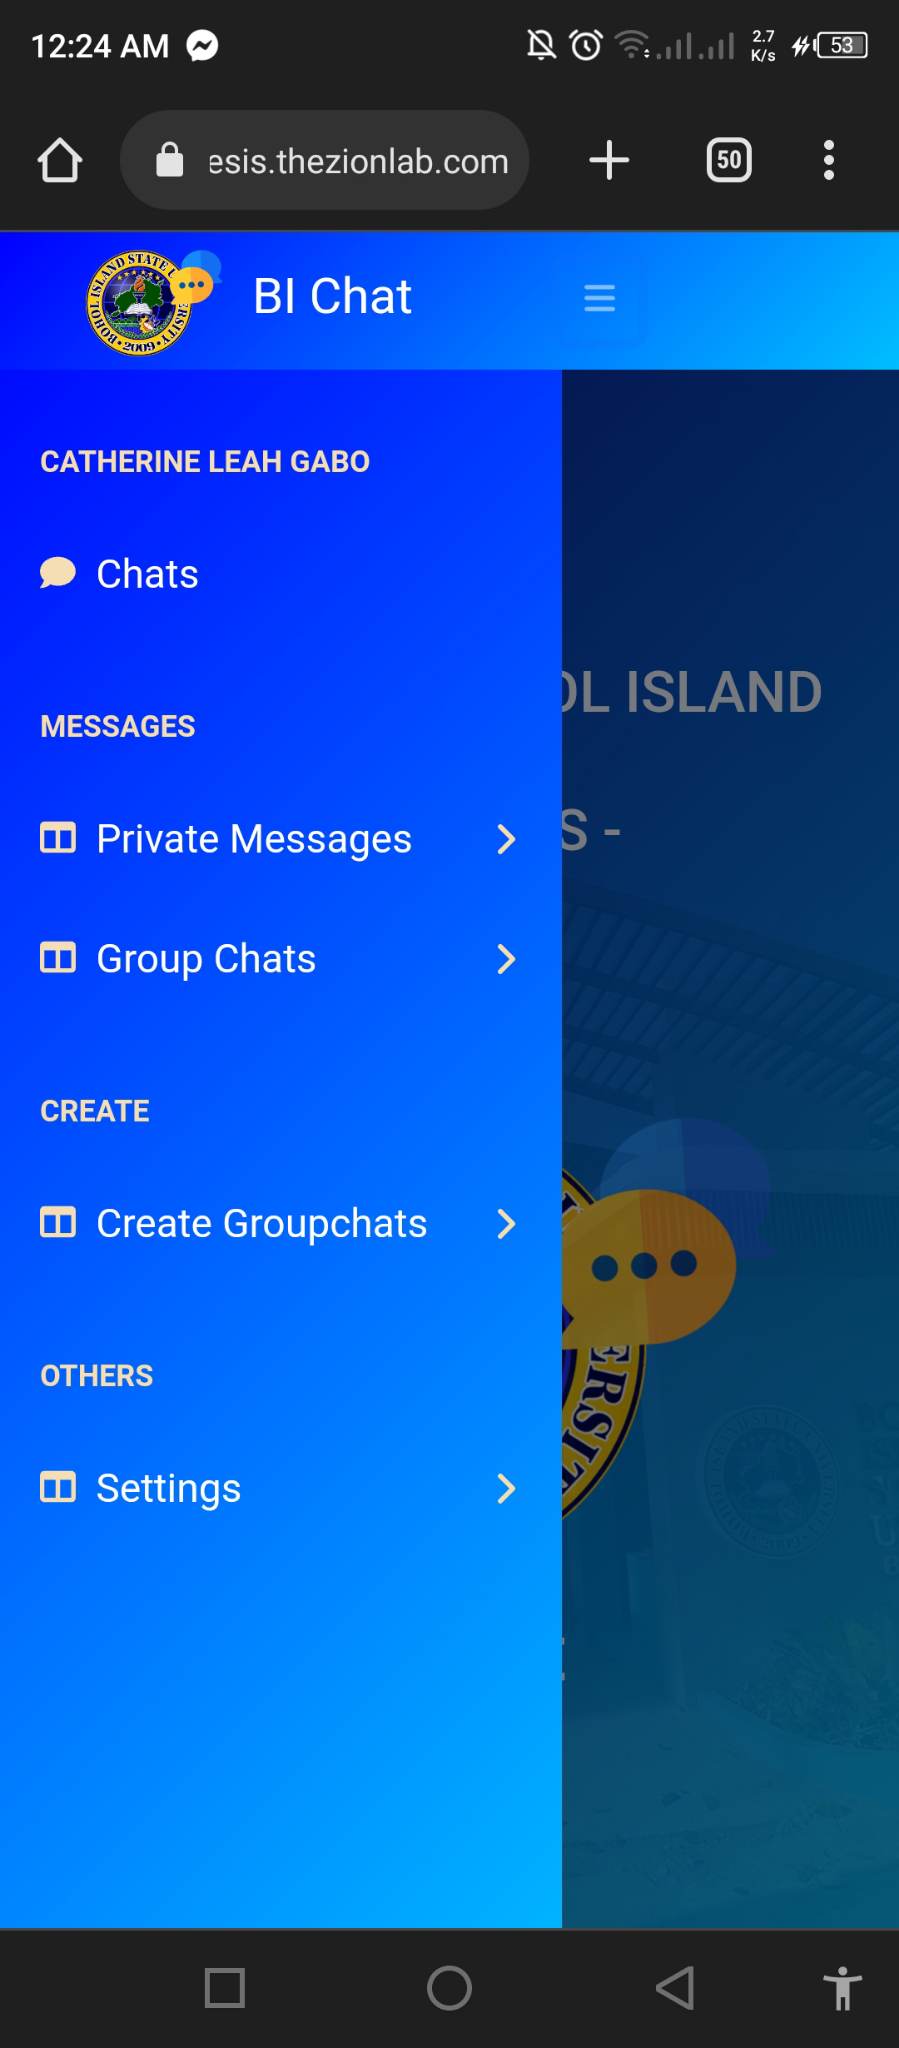 12:24 AM
2.7
K/s
53
esis.thezionlab.com
50
BOHOL ISLAND STATE UNIVERSITY
2009
BI Chat
CATHERINE LEAH GABO
Chats
OL ISLAND
MESSAGES
S -
Private Messages
Group Chats
CREATE
Create Groupchats
ERSIT
OTHERS
Settings